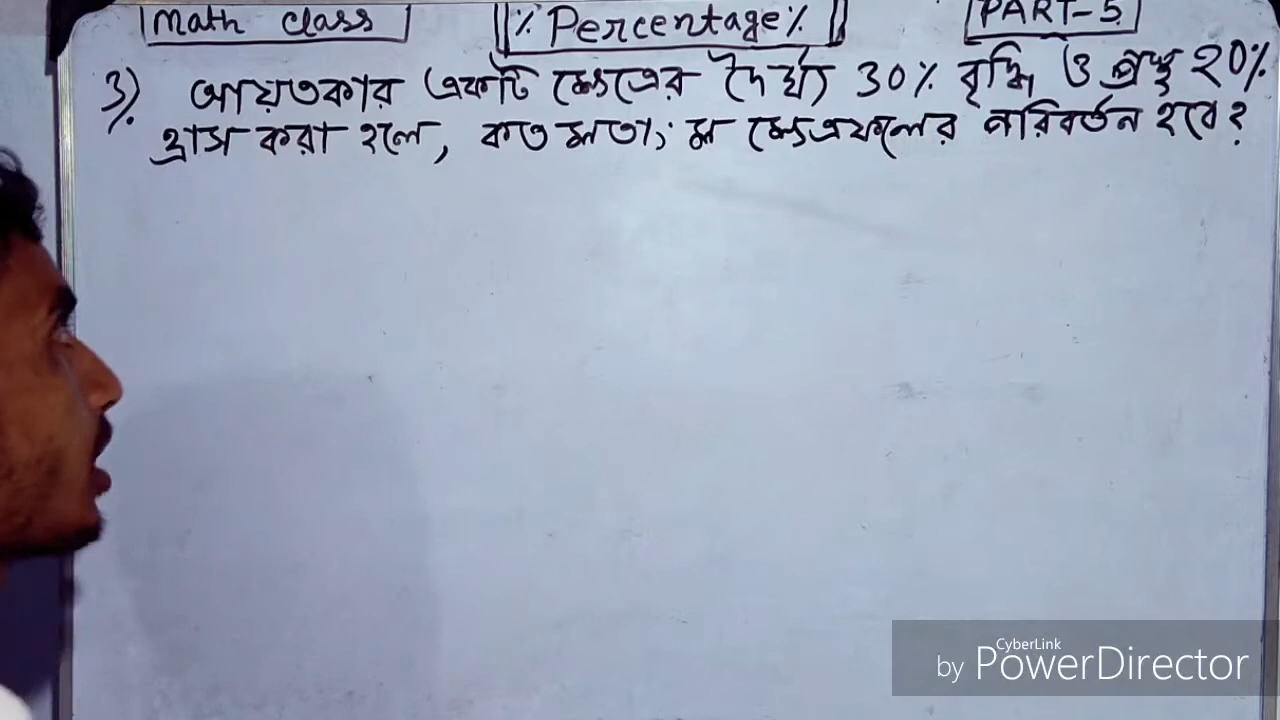 Math Class || % Percentage % || PART-5
3). আয়তকার একটি ক্ষেত্রের দৈর্ঘ্য 30% বৃদ্ধি ও প্রস্থ 20%
হ্রাস করা হলে, কত শতাংশ ক্ষেত্রফলের পরিবর্তন হবে?
CyberLink
by PowerDirector